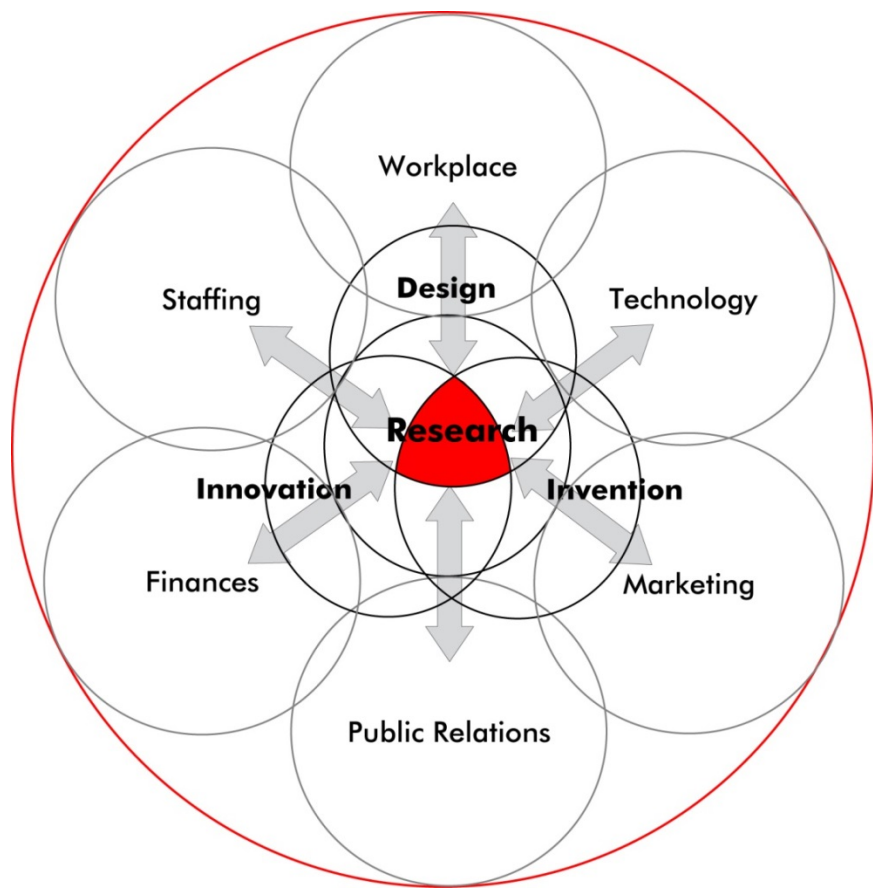 Workplace
Design
Staffing
Technology
Research
Innovation
Invention
Finances
Marketing
Public Relations